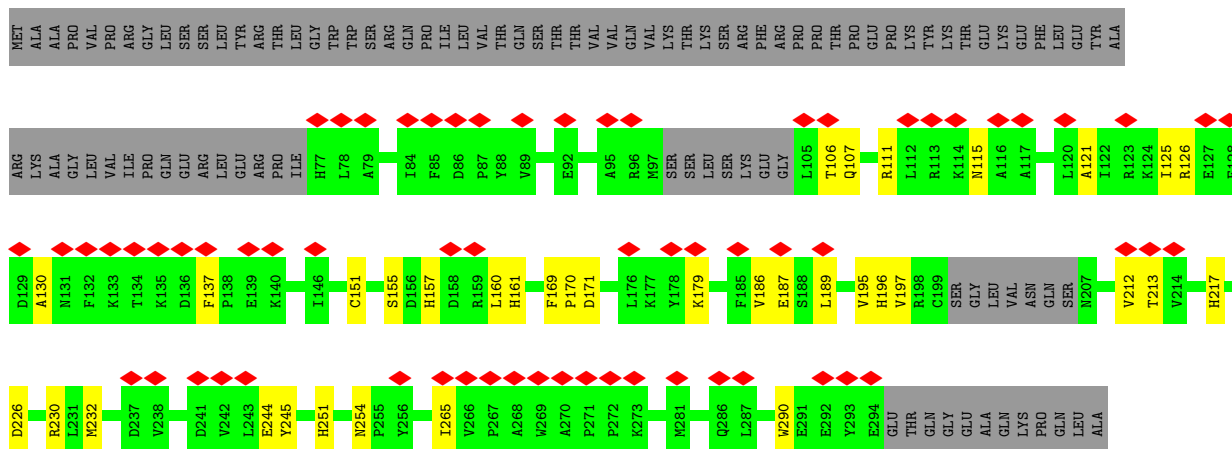 MET ALA ALA PRO VAL PRO ARG GLY LEU SER SER LEU TYR ARG THR LEU GLY TRP TRP SER ARG GLN PRO ILE LEU VAL THR GLN SER THR THR VAL VAL GLN VAL LYS THR LYS SER ARG PHE ARG PRO PRO THR PRO GLU PRO LYS TYR LYS THR GLU LYS GLU PHE LEU GLU TYR ALA
ARG LYS ALA GLY LEU VAL ILE PRO GLN GLU ARG LEU GLU ARG PRO ILE H77 L78 A79 I84 F85 D86 P87 Y88 V89 E92 A95 R96 M97 SER SER LEU SER LYS GLU GLY L105 T106 Q107 R111 L112 R113 K114 N115 A116 A117 L120 A121 I122 R123 K124 I125 R126 E127 E128
D129 A130 N131 F132 K133 T134 K135 D136 F137 P138 E139 K140 I146 C151 S155 D156 H157 D158 R159 L160 H161 F169 P170 D171 L176 K177 Y178 K179 F185 V186 E187 S188 L189 V195 H196 V197 R198 C199 SER GLY LEU VAL ASN GLN SER N207 V212 T213 V214 H217
D226 R230 L231 M232 D237 V238 D241 V242 L243 E244 Y245 H251 N254 P255 Y256 I265 V266 P267 A268 W269 A270 P271 P272 K273 M281 Q286 L287 W290 E291 E292 Y293 E294 GLU THR GLN GLY GLU ALA GLN LYS PRO GLN LEU ALA